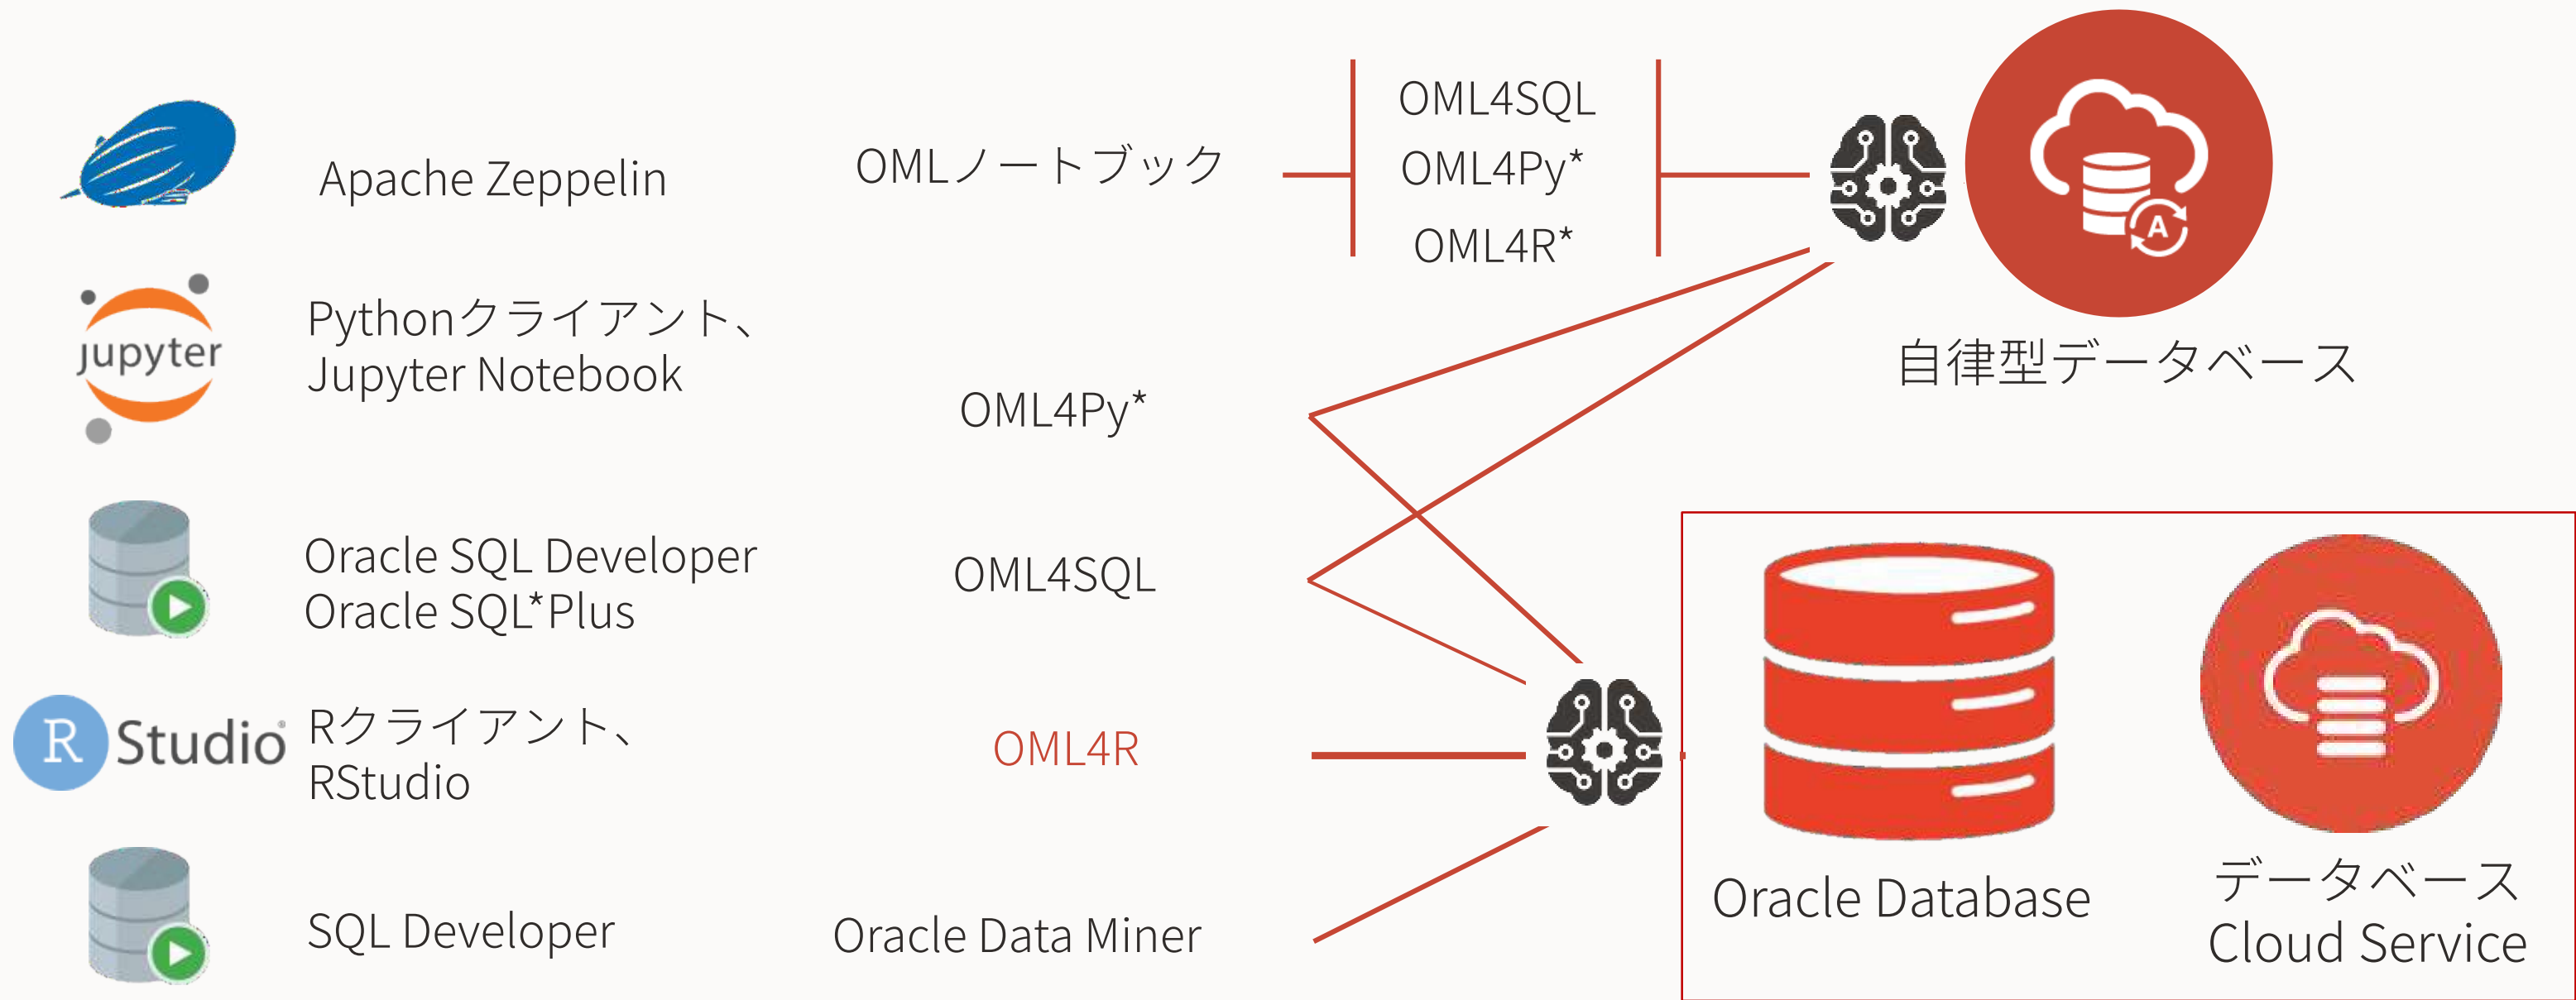 Apache Zeppelin
OMLノートブック
OML4SQL
OML4Py*
OML4R*
A
自律型データベース
jupyter
Pythonクライアント、
Jupyter Notebook
OML4Py*
Oracle SQL Developer
Oracle SQL*Plus
OML4SQL
R Studio®
Rクライアント、
RStudio
OML4R
SQL Developer
Oracle Data Miner
Oracle Database
データベース
Cloud Service